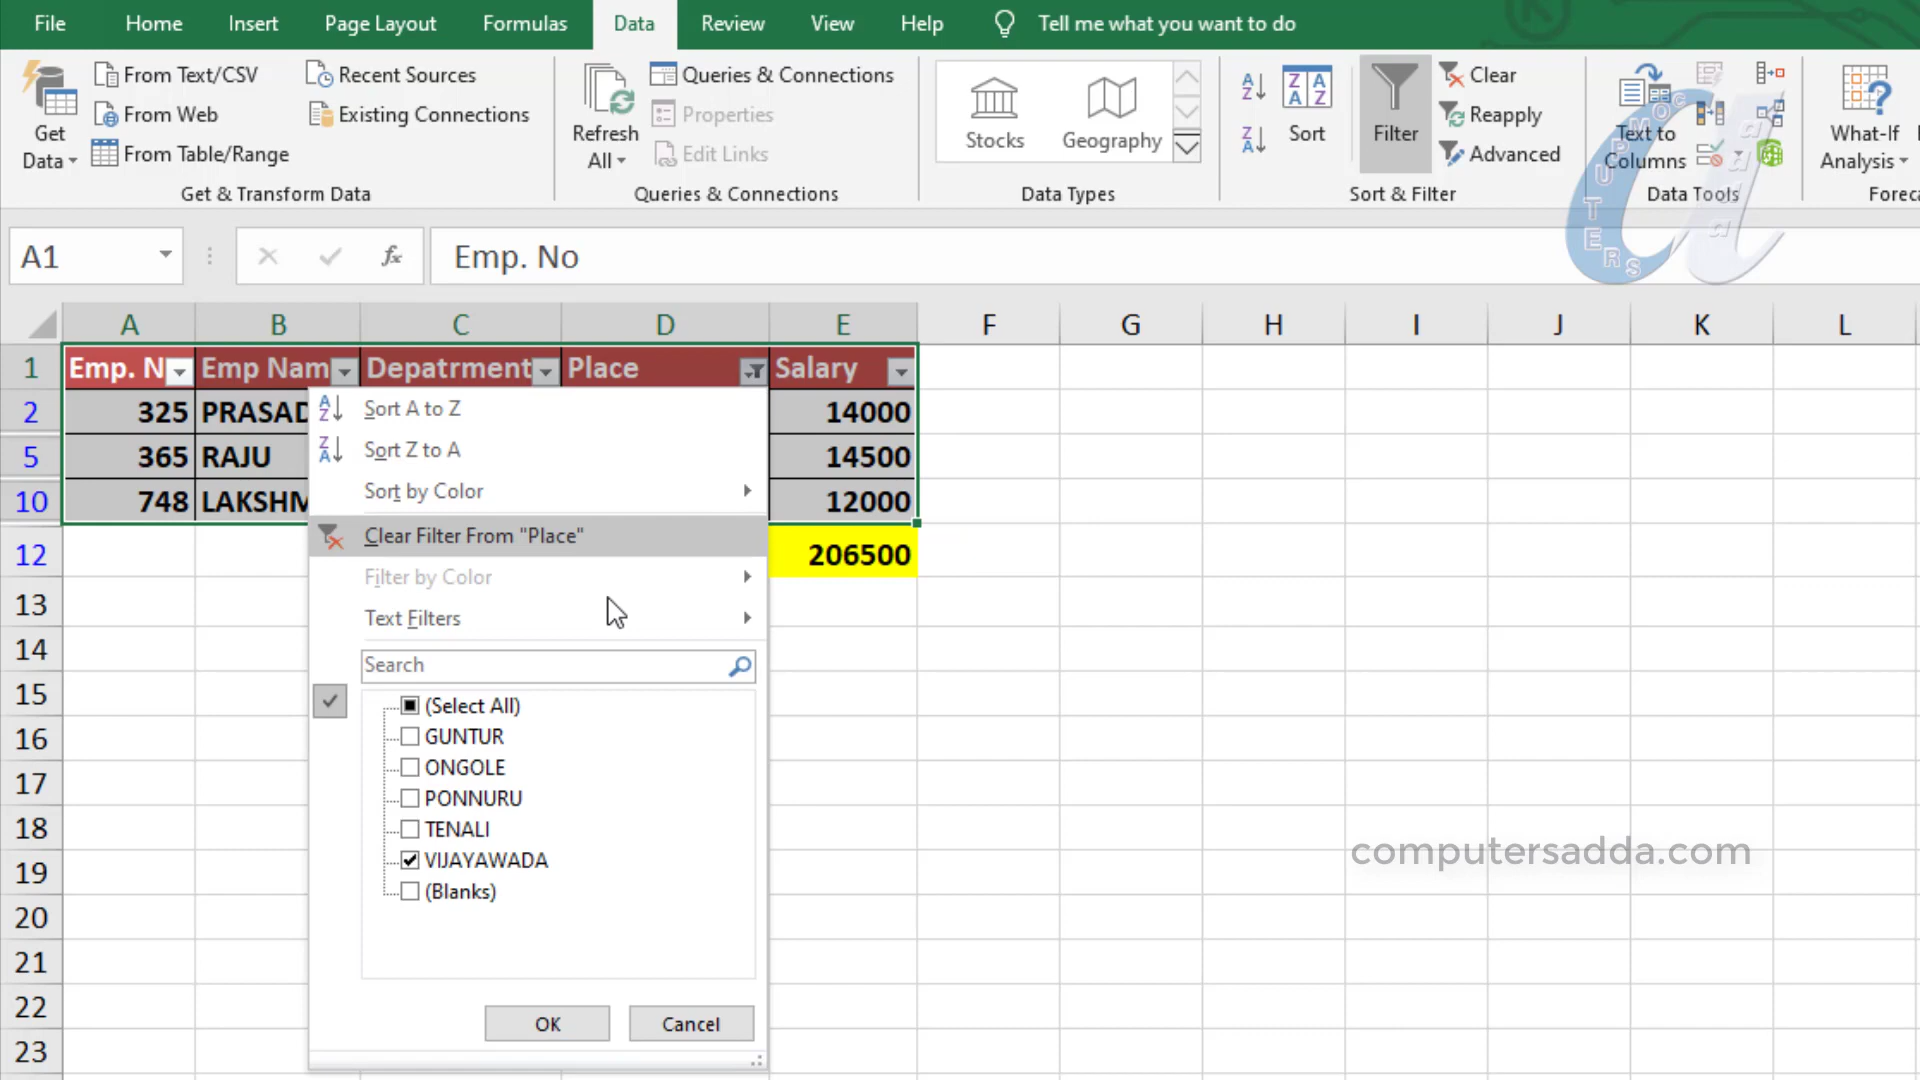 File Home Insert Page Layout Formulas Data Review View Help Tell me what you want to do
Get Data
From Text/CSV
From Web
From Table/Range
Recent Sources
Existing Connections
Get & Transform Data
Refresh All
Queries & Connections
Properties
Edit Links
Queries & Connections
Stocks
Geography
Data Types
Sort
Filter
Clear
Reapply
Advanced
Sort & Filter
Text to Columns
Data Tools
What-If Analysis
A1
fx
Emp. No
A B C D E F G H I J K L
1 Emp. N Emp Nam Depatrment Place Salary
2 325 PRASAD 14000
5 365 RAJU 14500
10 748 LAKSHM 12000
12 206500
13
14
15
16
17
18
19
20
21
22
23
Sort A to Z
Sort Z to A
Sort by Color
Clear Filter From "Place"
Filter by Color
Text Filters
Search
(Select All)
GUNTUR
ONGOLE
PONNURU
TENALI
VIJAYAWADA
(Blanks)
OK Cancel
computersadda.com